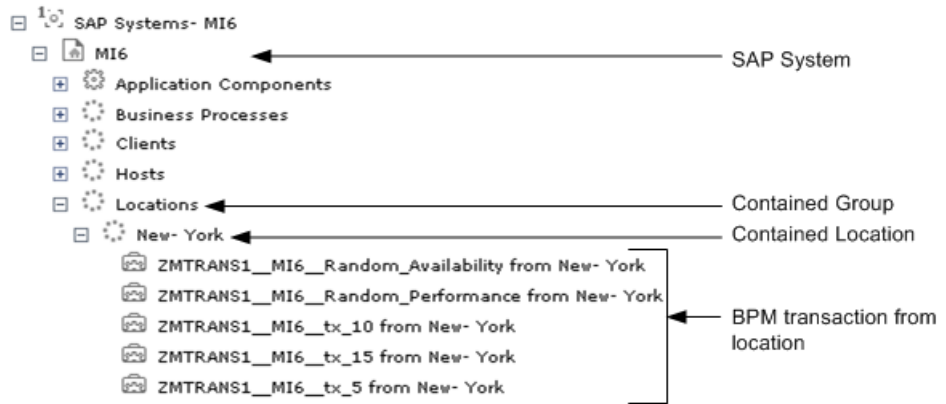 SAP Systems- MI6
MI6
SAP System
Application Components
Business Processes
Clients
Hosts
Locations
Contained Group
New- York
Contained Location
ZMTRANS1__MI6__Random_Availability from New- York
ZMTRANS1__MI6__Random_Performance from New- York
ZMTRANS1__MI6__tx_10 from New- York
BPM transaction from
location
ZMTRANS1__MI6__tx_15 from New- York
ZMTRANS1__MI6__tx_5 from New- York